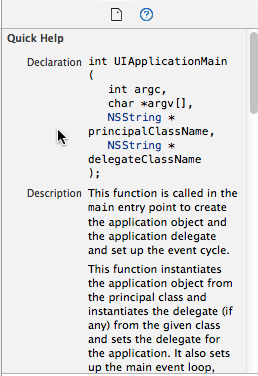 Quick Help
Declaration int UIApplicationMain
(
int argc,
char *argv[],
NSString *
principalClassName,
NSString *
delegateClassName
);
Description This function is called in the
main entry point to create
the application object and
the application delegate
and set up the event cycle.
This function instantiates
the application object from
the principal class and
instantiates the delegate (if
any) from the given class
and sets the delegate for
the application. It also sets
up the main event loop,